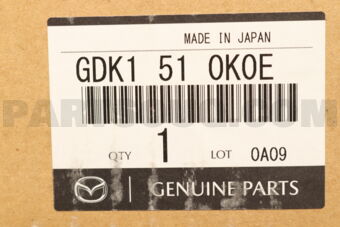 MADE IN JAPAN
GDK1 51 0K0E
QTY 1 LOT 0A09
GENUINE PARTS